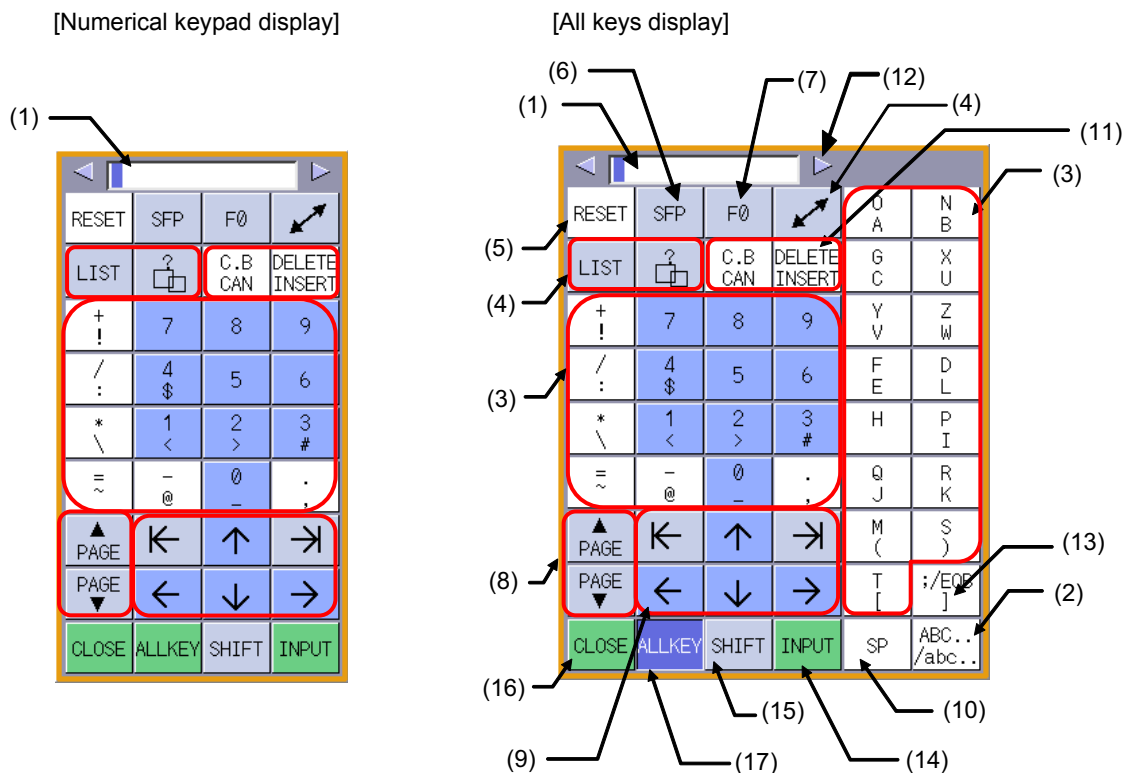 [Numerical keypad display]
[All keys display]
(1)
RESET SFP F0
LIST ? C.B CAN DELETE INSERT
+ ! 7 8 9
/ : 4 $ 5 6
* \ 1 < 2 > 3 #
= ~ - @ 0 _ . ,
▲ PAGE |← ↑ →|
PAGE ▼ ← ↓ →
CLOSE ALLKEY SHIFT INPUT
(6)
(1)
(7)
(12)
(4)
(11)
(3)
(5)
(4)
(3)
(8)
(13)
(2)
(16)
(15)
(10)
(9)
(17)
(14)
RESET SFP F0 O A N B
LIST ? C.B CAN DELETE INSERT G C X U
+ ! 7 8 9 Y V Z W
/ : 4 $ 5 6 F E D L
* \ 1 < 2 > 3 # H P I
= ~ - @ 0 _ . , Q J R K
▲ PAGE |← ↑ →| M ( S )
PAGE ▼ ← ↓ → T [ ;/EOB ]
CLOSE ALLKEY SHIFT INPUT SP ABC.. /abc..